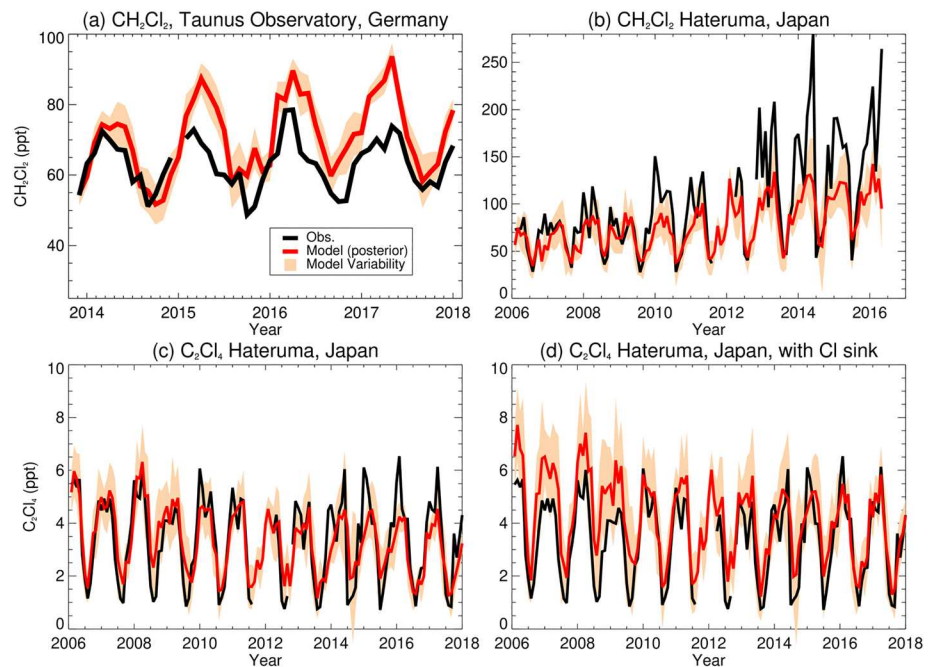 (a) CH₂Cl₂, Taunus Observatory, Germany
100
80
60
40
CH₂Cl₂ (ppt)
Obs.
Model (posterior)
Model Variability
2014 2015 2016 2017 2018
Year
(b) CH₂Cl₂ Hateruma, Japan
250
200
150
100
50
0
2006 2008 2010 2012 2014 2016
Year
(c) C₂Cl₄ Hateruma, Japan
10
8
6
4
2
0
C₂Cl₄ (ppt)
2006 2008 2010 2012 2014 2016 2018
Year
(d) C₂Cl₄ Hateruma, Japan, with Cl sink
10
8
6
4
2
0
2006 2008 2010 2012 2014 2016 2018
Year